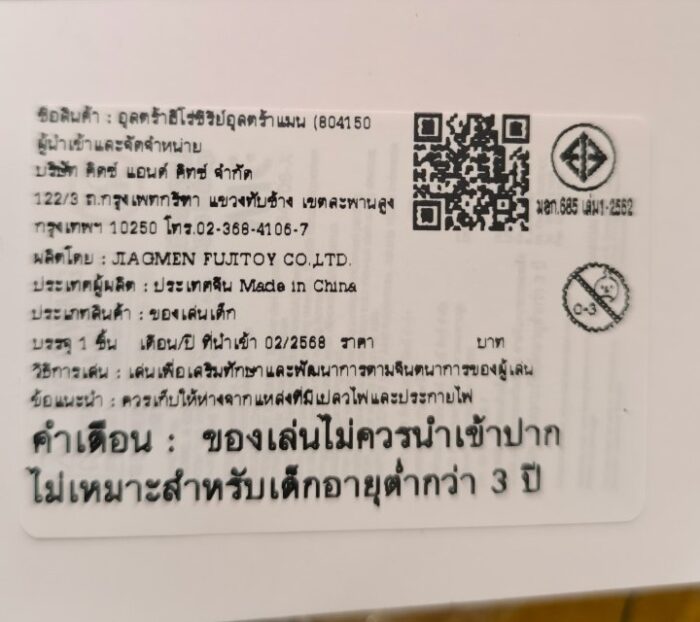 ชื่อสินค้า : อุลตร้าฮีโร่ซีรีย์อุลตร้าแมน (804150
ผู้นำเข้าและจัดจำหน่าย
บริษัท คิดซ์ แอนด์ คิทซ์ จำกัด
122/3 ถ.กรุงเทพกรีฑา แขวงทับช้าง เขตสะพานสูง
กรุงเทพฯ 10250 โทร.02-368-4106-7
มอก.685 เล่ม1-2562
ผลิตโดย : JIAGMEN FUJITOY CO.,LTD.
ประเทศผู้ผลิต : ประเทศจีน Made in China
0-3
ประเภทสินค้า : ของเล่นเด็ก
บรรจุ 1 ชิ้น เดือน/ปี ที่นำเข้า 02/2568 ราคา บาท
วิธีการเล่น : เล่นเพื่อเสริมทักษาและพัฒนาการตามจินตนาการของผู้เล่น
ข้อแนะนำ : ควรเก็บให้ห่างจากแหล่งที่มีเปลวไฟและประกายไฟ
คำเตือน : ของเล่นไม่ควรนำเข้าปาก
ไม่เหมาะสำหรับเด็กอายุต่ำกว่า 3 ปี